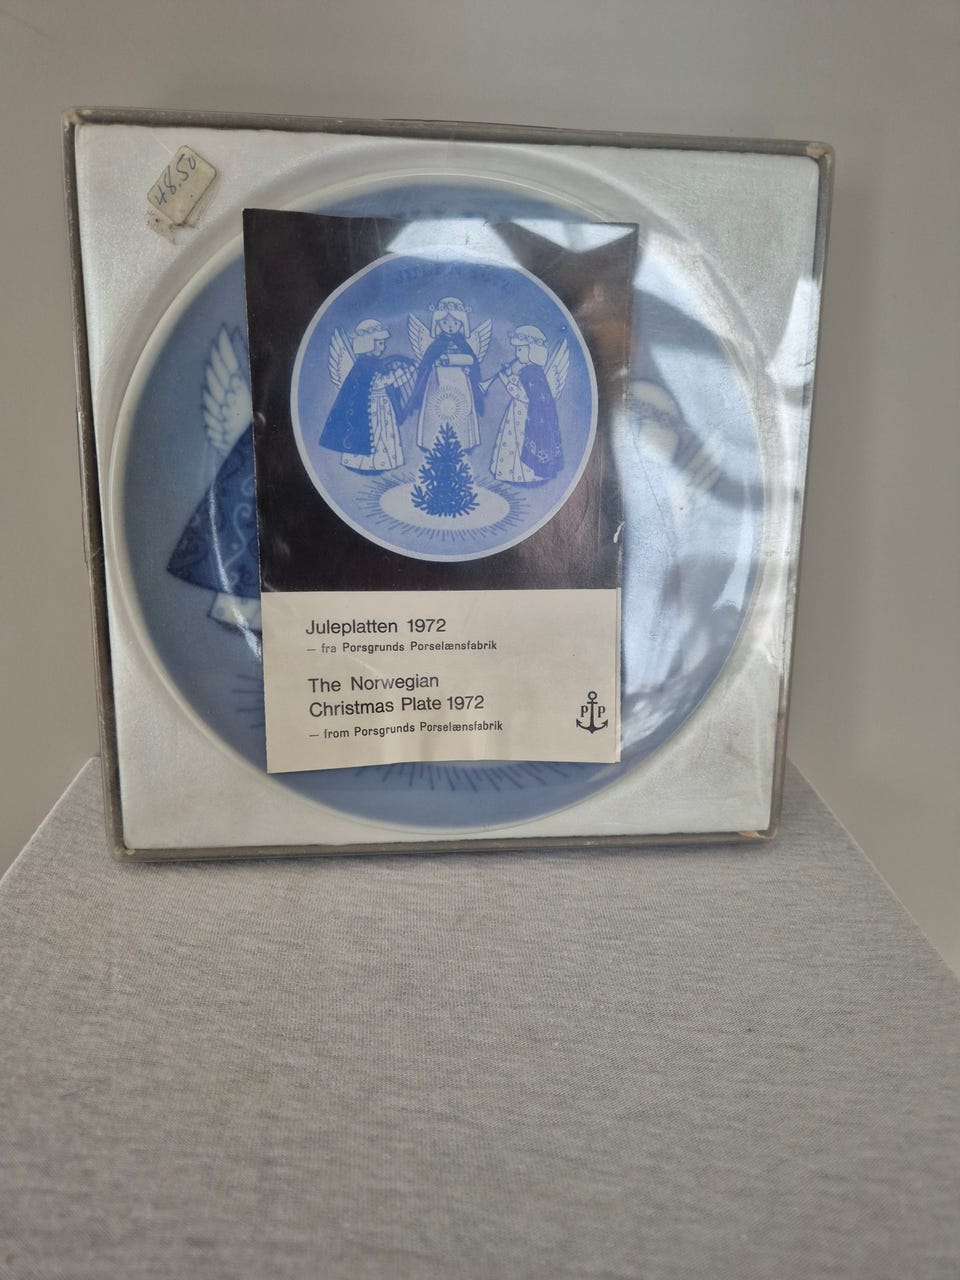 48.50
Juleplatten 1972
— fra Porsgrunds Porselænsfabrik
The Norwegian
Christmas Plate 1972
— from Porsgrunds Porselænsfabrik
P P